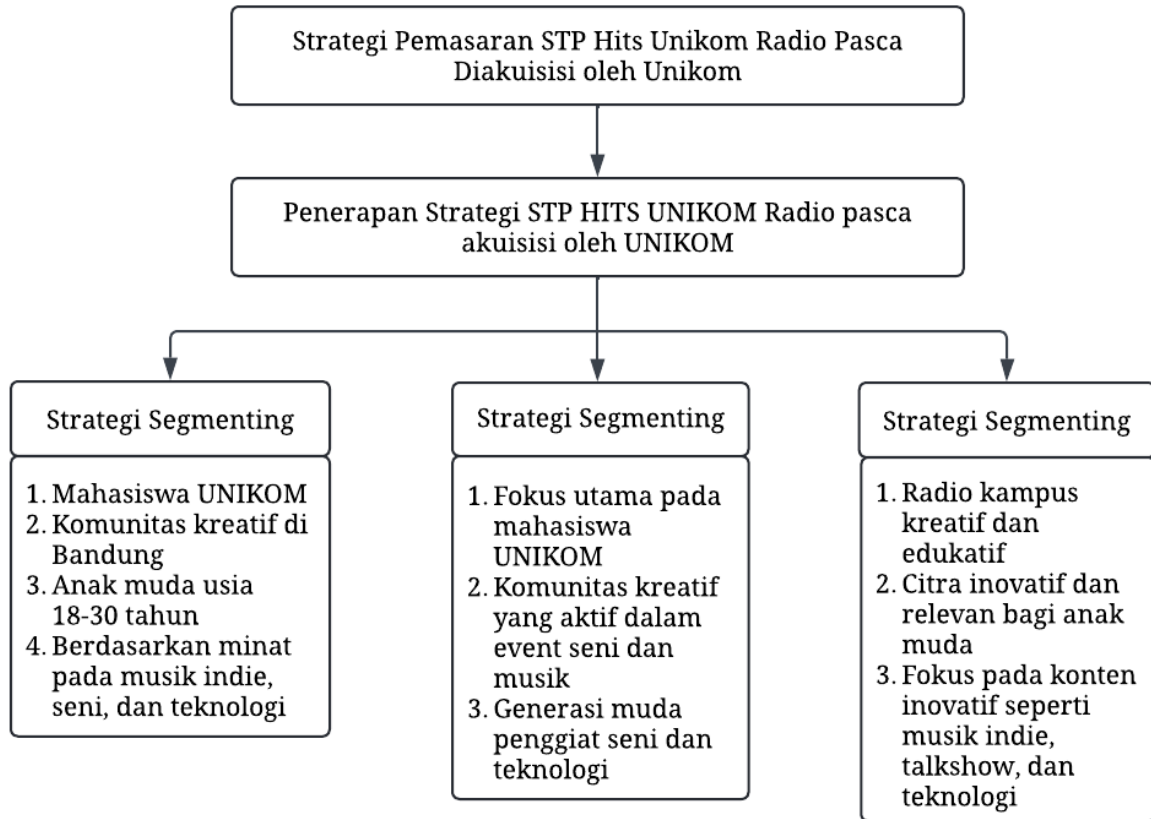 Strategi Pemasaran STP Hits Unikom Radio Pasca
Diakuisisi oleh Unikom
Penerapan Strategi STP HITS UNIKOM Radio pasca
akuisisi oleh UNIKOM
Strategi Segmenting
1. Mahasiswa UNIKOM
2. Komunitas kreatif di
Bandung
3. Anak muda usia
18-30 tahun
4. Berdasarkan minat
pada musik indie,
seni, dan teknologi
Strategi Segmenting
1. Fokus utama pada
mahasiswa
UNIKOM
2. Komunitas kreatif
yang aktif dalam
event seni dan
musik
3. Generasi muda
penggiat seni dan
teknologi
Strategi Segmenting
1. Radio kampus
kreatif dan
edukatif
2. Citra inovatif dan
relevan bagi anak
muda
3. Fokus pada konten
inovatif seperti
musik indie,
talkshow, dan
teknologi